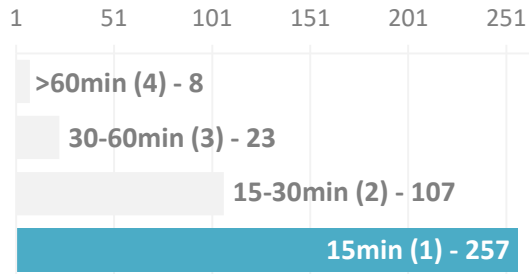 1 51 101 151 201 251
>60min (4) - 8
30-60min (3) - 23
15-30min (2) - 107
15min (1) - 257